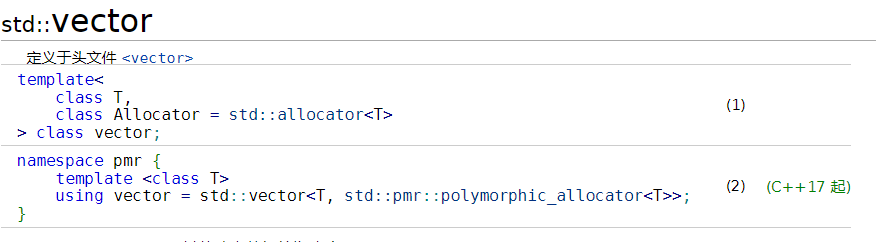 std::vector
定义于头文件 <vector>
template<
    class T,
    class Allocator = std::allocator<T>
> class vector;
(1)
namespace pmr {
    template <class T>
    using vector = std::vector<T, std::pmr::polymorphic_allocator<T>>;
}
(2) (C++17 起)